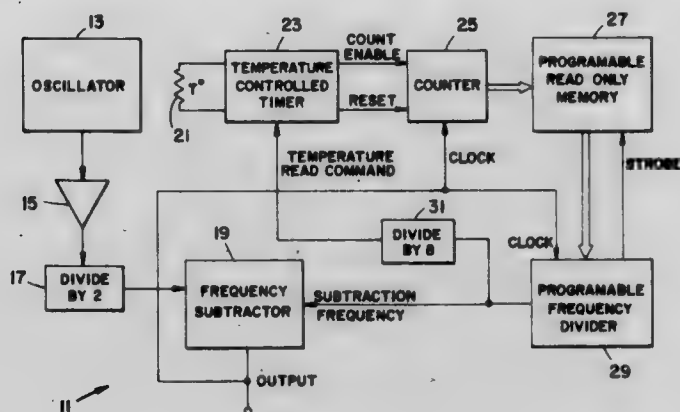 13
OSCILLATOR
15
17
DIVIDE
BY 2
19
FREQUENCY
SUBTRACTOR
21
T°
23
TEMPERATURE
CONTROLLED
TIMER
COUNT
ENABLE
RESET
25
COUNTER
27
PROGRAMABLE
READ ONLY
MEMORY
TEMPERATURE
READ COMMAND
CLOCK
STROBE
31
DIVIDE
BY 8
CLOCK
SUBTRACTION
FREQUENCY
PROGRAMABLE
FREQUENCY
DIVIDER
29
OUTPUT
11